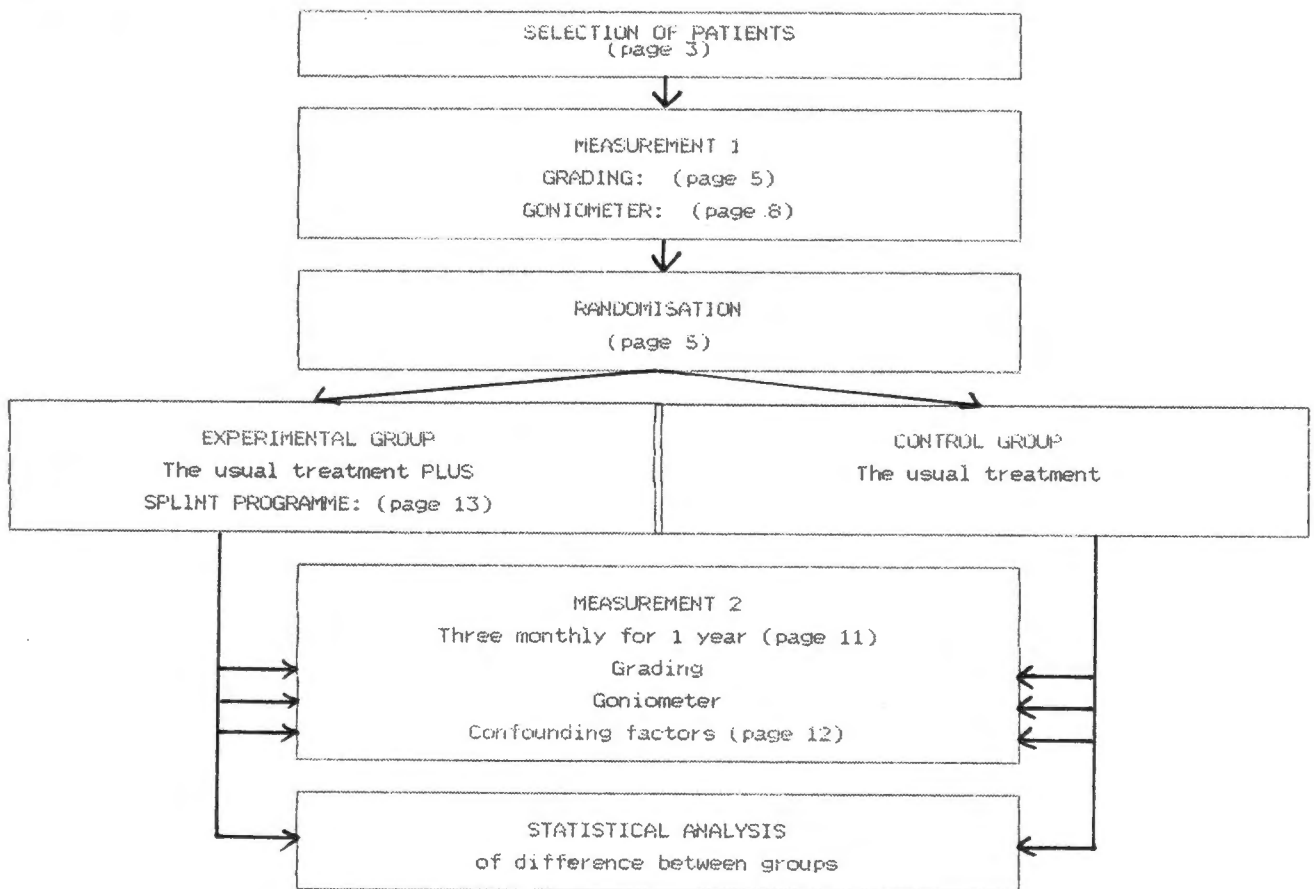 SELECTION OF PATIENTS
(page 3)
MEASUREMENT 1
GRADING: (page 5)
GONIOMETER: (page 8)
RANDOMISATION
(page 5)
EXPERIMENTAL GROUP
The usual treatment PLUS
SPLINT PROGRAMME: (page 13)
CONTROL GROUP
The usual treatment
MEASUREMENT 2
Three monthly for 1 year (page 11)
Grading
Goniometer
Confounding factors (page 12)
STATISTICAL ANALYSIS
of difference between groups